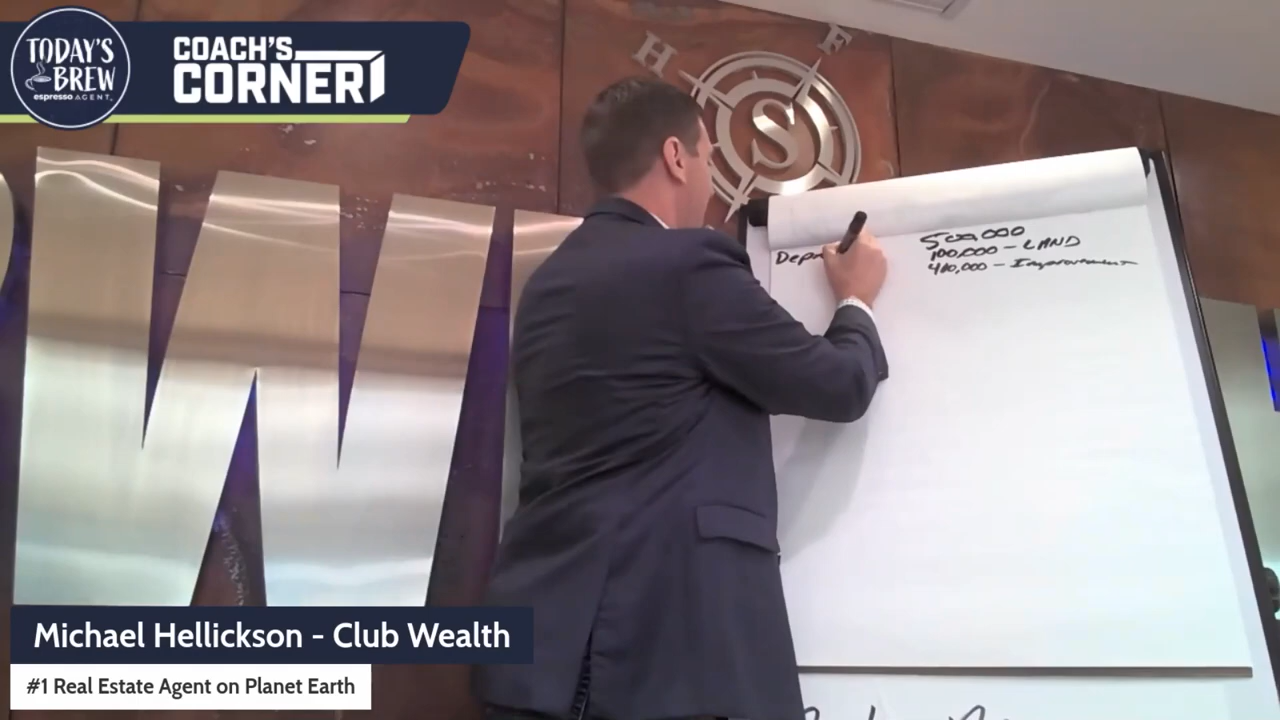 TODAY'S
BREW
espresso AGENT
COACH'S
CORNER
H
F
S
W
500,000
100,000 - LAND
Depr
400,000 - Improvement
Michael Hellickson - Club Wealth
#1 Real Estate Agent on Planet Earth